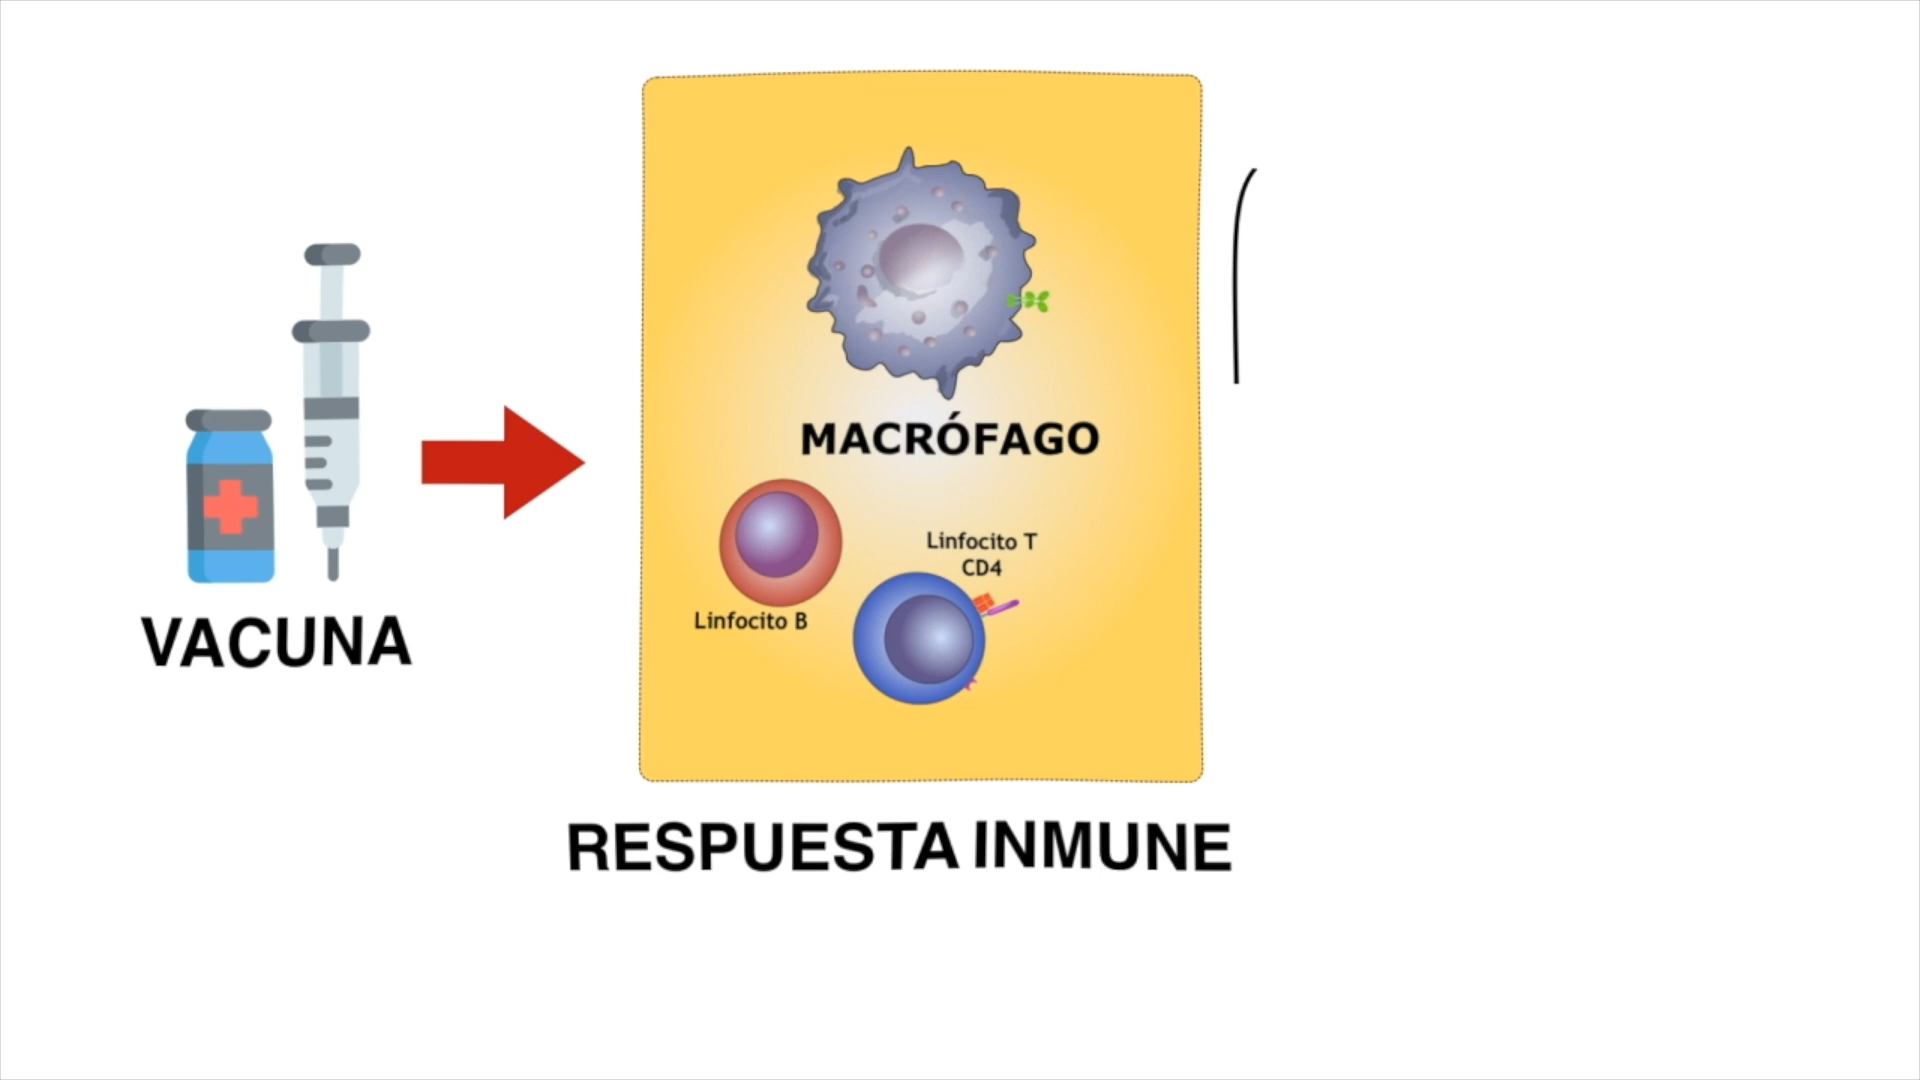 VACUNA
MACRÓFAGO
Linfocito T
CD4
Linfocito B
RESPUESTA INMUNE